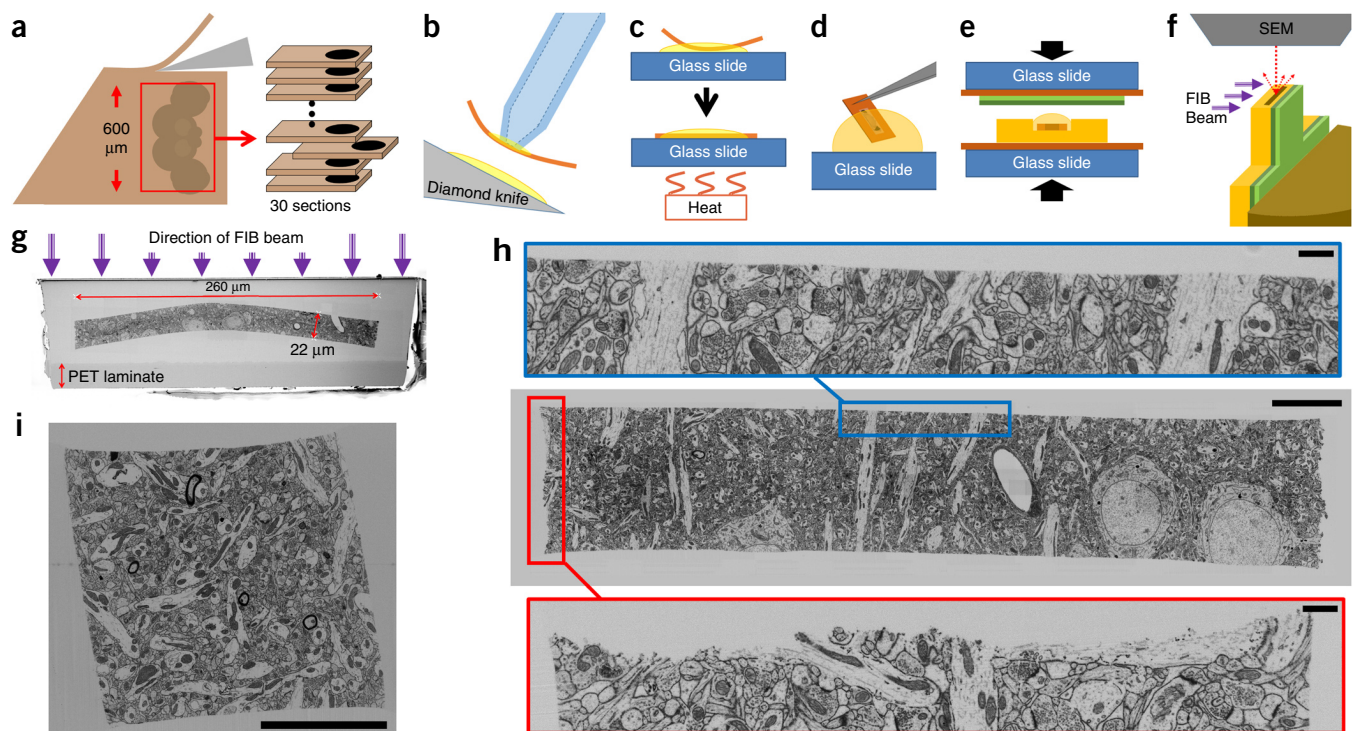 a
600
μm
30 sections
b
Diamond knife
c
Glass slide
Glass slide
Heat
d
Glass slide
e
Glass slide
Glass slide
f
SEM
FIB
Beam
g
Direction of FIB beam
260 μm
22 μm
PET laminate
h
i